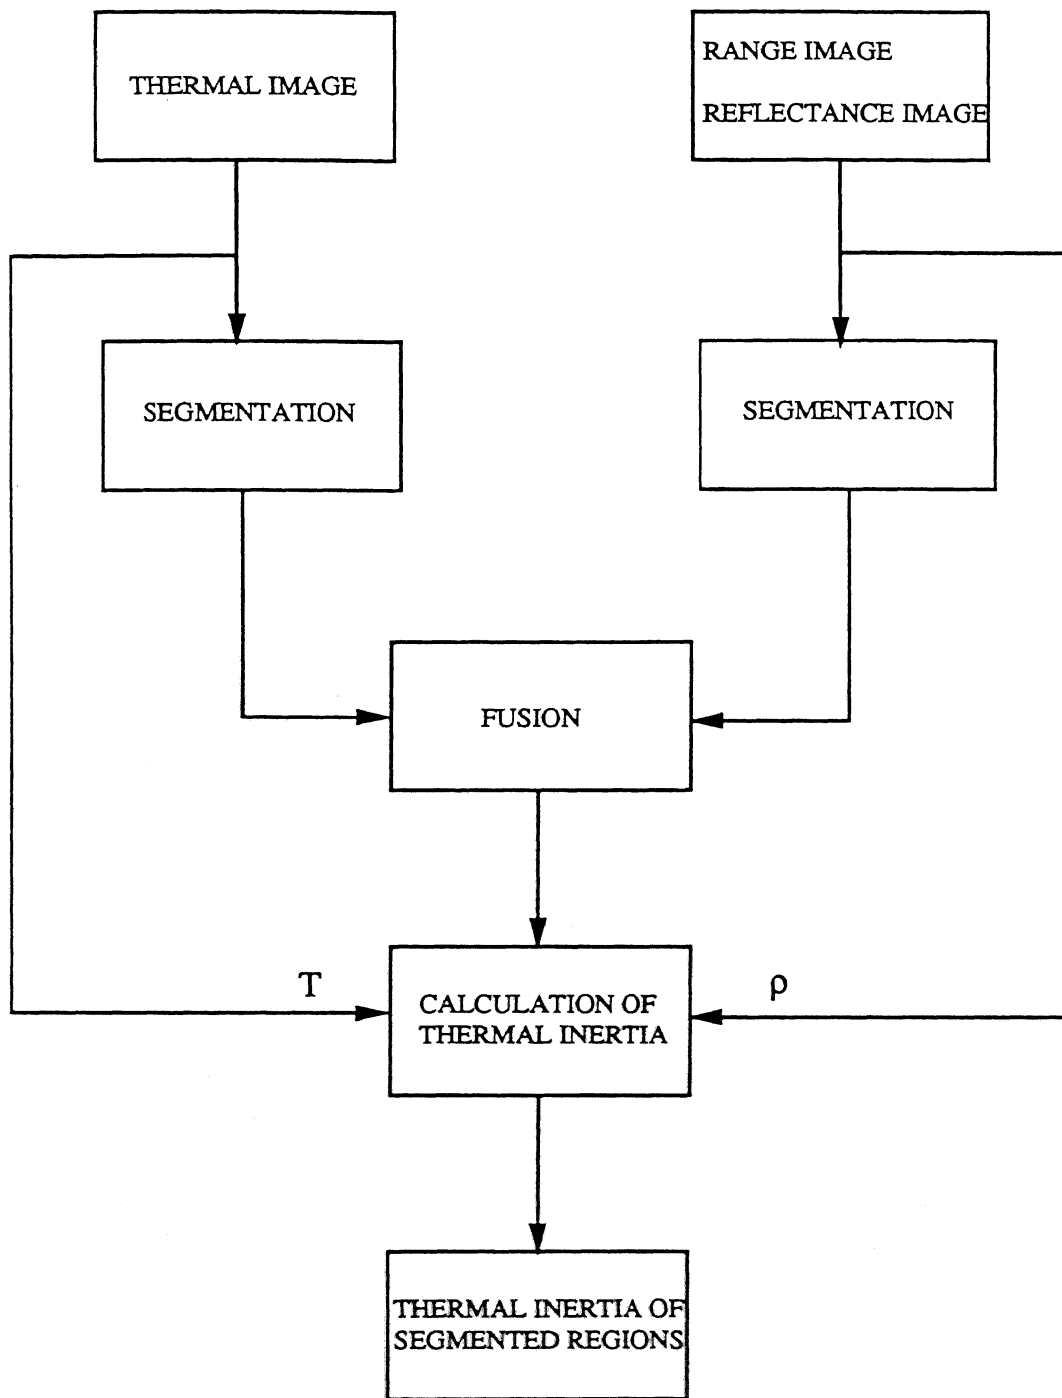 THERMAL IMAGE
RANGE IMAGE
REFLECTANCE IMAGE
SEGMENTATION
SEGMENTATION
FUSION
T
CALCULATION OF
THERMAL INERTIA
ρ
THERMAL INERTIA OF
SEGMENTED REGIONS